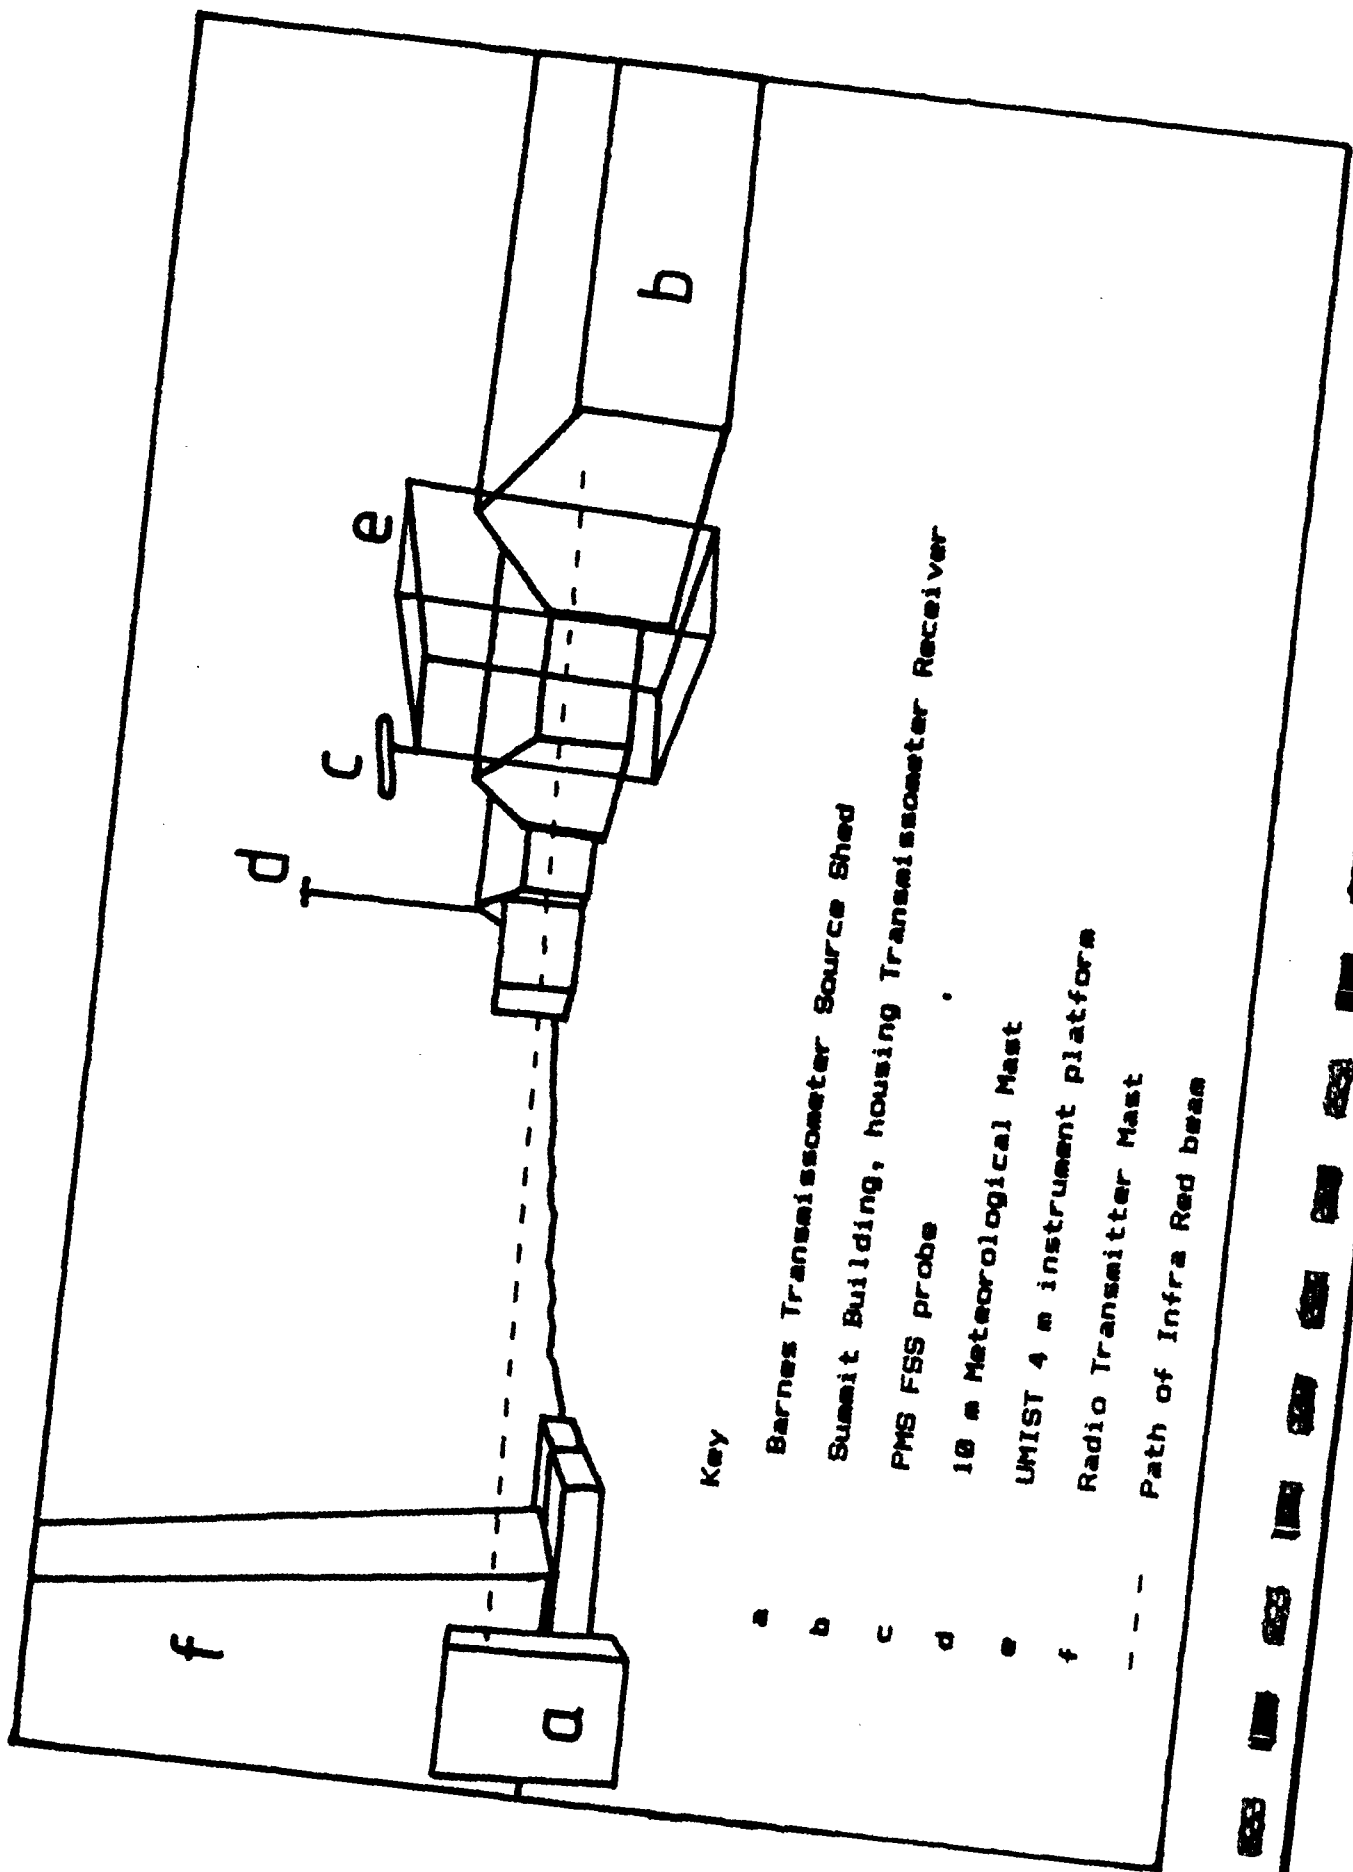 f
d
c
e
a
b
Key
a Barnes Transmissometer Source Shed
b Summit Building, housing Transmissometer Receiver
c PMS FSS probe
d 10 m Meteorological Mast
e UMIST 4 m instrument platform
f Radio Transmitter Mast
--- Path of Infra Red beam